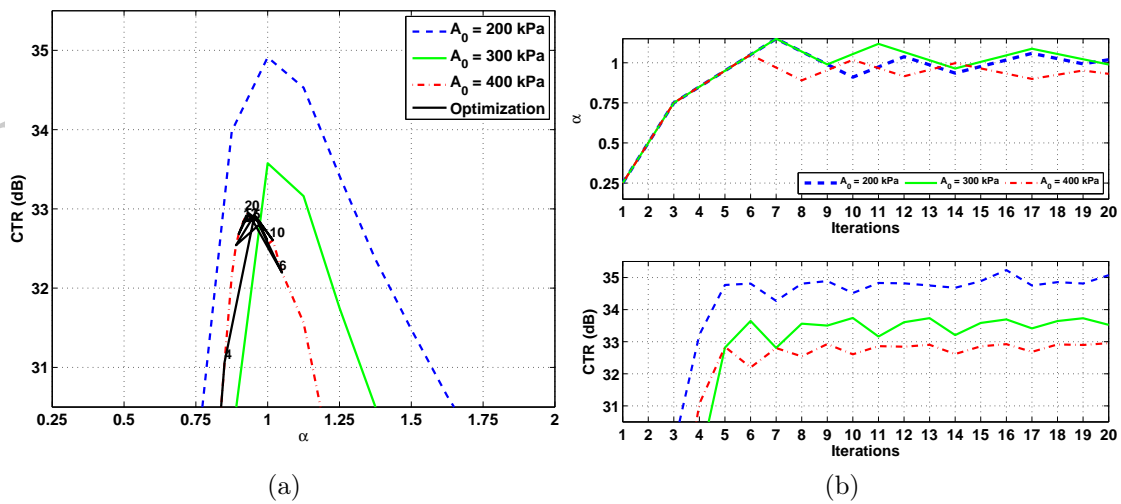 35
34
33
32
31
CTR (dB)
0.25 0.5 0.75 1 1.25 1.5 1.75 2
α
A0 = 200 kPa
A0 = 300 kPa
A0 = 400 kPa
Optimization
20
10
6
4
(a)
1
0.75
0.5
0.25
α
A0 = 200 kPa A0 = 300 kPa A0 = 400 kPa
1 2 3 4 5 6 7 8 9 10 11 12 13 14 15 16 17 18 19 20
Iterations
35
34
33
32
31
CTR (dB)
1 2 3 4 5 6 7 8 9 10 11 12 13 14 15 16 17 18 19 20
Iterations
(b)